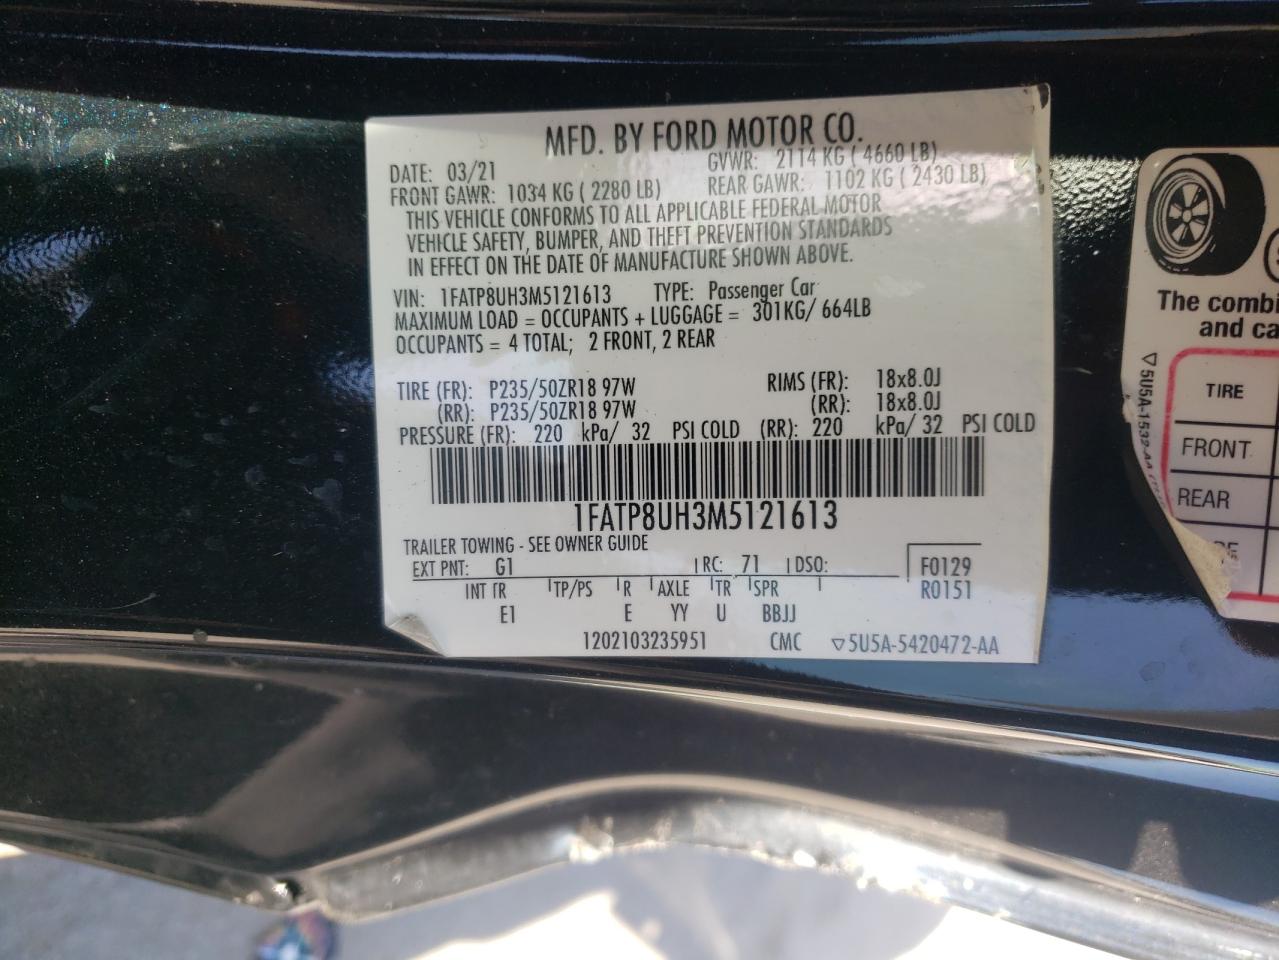 MFD. BY FORD MOTOR CO.
DATE: 03/21 GVWR: 2114 KG ( 4660 LB)
FRONT GAWR: 1034 KG ( 2280 LB) REAR GAWR: 1102 KG ( 2430 LB)
THIS VEHICLE CONFORMS TO ALL APPLICABLE FEDERAL MOTOR
VEHICLE SAFETY, BUMPER, AND THEFT PREVENTION STANDARDS
IN EFFECT ON THE DATE OF MANUFACTURE SHOWN ABOVE.
VIN: 1FATP8UH3M5121613 TYPE: Passenger Car
MAXIMUM LOAD = OCCUPANTS + LUGGAGE = 301KG/ 664LB
OCCUPANTS = 4 TOTAL; 2 FRONT, 2 REAR
TIRE (FR): P235/50ZR18 97W RIMS (FR): 18x8.0J
(RR): P235/50ZR18 97W (RR): 18x8.0J
PRESSURE (FR): 220 kPa/ 32 PSI COLD (RR): 220 kPa/ 32 PSI COLD
1FATP8UH3M5121613
TRAILER TOWING - SEE OWNER GUIDE
EXT PNT: G1 RC: 71 DSO: F0129
INT TR TP/PS R AXLE TR SPR R0151
E1 E YY U BBJJ
1202103235951 CMC ▽5U5A-5420472-AA
The combi
and ca
▽5U5A-1532-AA
TIRE
FRONT
REAR